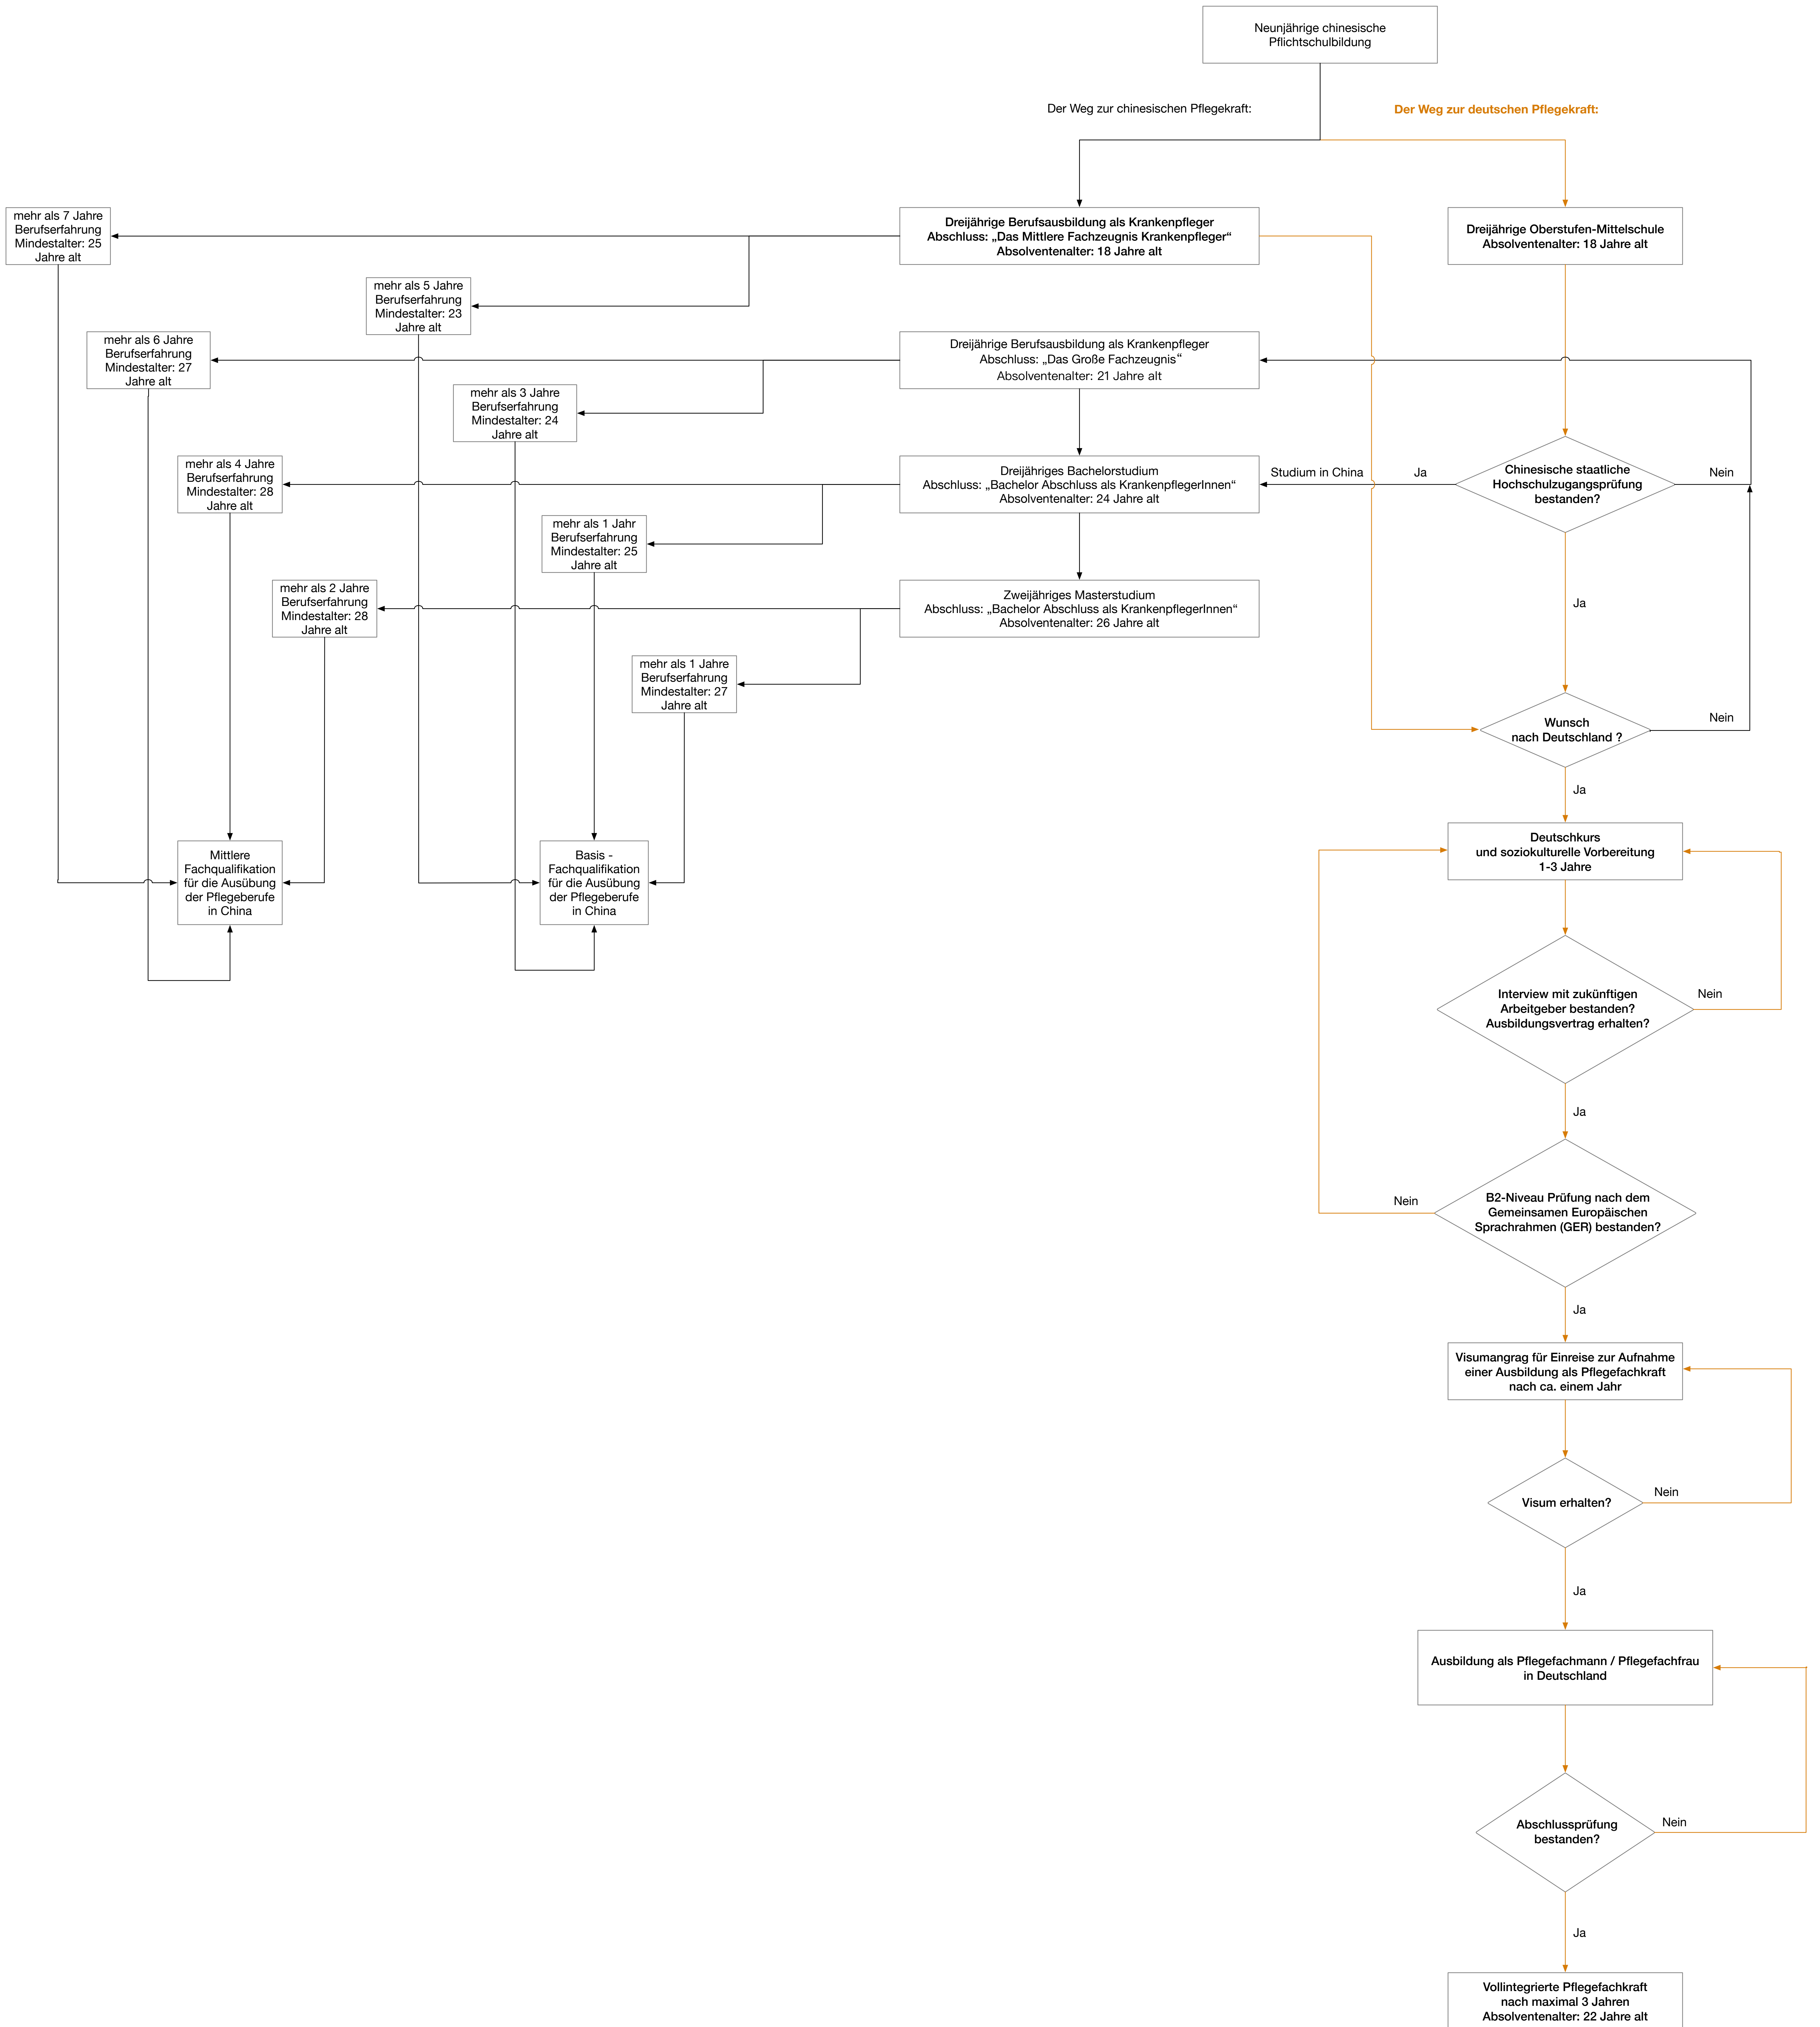 Neunjährige chinesische
Pflichtschulbildung
Der Weg zur chinesischen Pflegekraft:
Der Weg zur deutschen Pflegekraft:
mehr als 7 Jahre
Berufserfahrung
Mindestalter: 25
Jahre alt
Dreijährige Berufsausbildung als Krankenpfleger
Abschluss: „Das Mittlere Fachzeugnis Krankenpfleger“
Absolventenalter: 18 Jahre alt
Dreijährige Oberstufen-Mittelschule
Absolventenalter: 18 Jahre alt
mehr als 5 Jahre
Berufserfahrung
Mindestalter: 23
Jahre alt
mehr als 6 Jahre
Berufserfahrung
Mindestalter: 27
Jahre alt
Dreijährige Berufsausbildung als Krankenpfleger
Abschluss: „Das Große Fachzeugnis“
Absolventenalter: 21 Jahre alt
mehr als 3 Jahre
Berufserfahrung
Mindestalter: 24
Jahre alt
mehr als 4 Jahre
Berufserfahrung
Mindestalter: 28
Jahre alt
Dreijähriges Bachelorstudium
Abschluss: „Bachelor Abschluss als KrankenpflegerInnen“
Absolventenalter: 24 Jahre alt
Studium in China
Ja
Chinesische staatliche
Hochschulzugangsprüfung
bestanden?
Nein
mehr als 1 Jahr
Berufserfahrung
Mindestalter: 25
Jahre alt
mehr als 2 Jahre
Berufserfahrung
Mindestalter: 28
Jahre alt
Zweijähriges Masterstudium
Abschluss: „Bachelor Abschluss als KrankenpflegerInnen“
Absolventenalter: 26 Jahre alt
Ja
mehr als 1 Jahre
Berufserfahrung
Mindestalter: 27
Jahre alt
Wunsch
nach Deutschland ?
Nein
Ja
Mittlere
Fachqualifikation
für die Ausübung
der Pflegeberufe
in China
Basis -
Fachqualifikation
für die Ausübung
der Pflegeberufe
in China
Deutschkurs
und soziokulturelle Vorbereitung
1-3 Jahre
Interview mit zukünftigen
Arbeitgeber bestanden?
Ausbildungsvertrag erhalten?
Nein
Ja
Nein
B2-Niveau Prüfung nach dem
Gemeinsamen Europäischen
Sprachrahmen (GER) bestanden?
Ja
Visumangrag für Einreise zur Aufnahme
einer Ausbildung als Pflegefachkraft
nach ca. einem Jahr
Visum erhalten?
Nein
Ja
Ausbildung als Pflegefachmann / Pflegefachfrau
in Deutschland
Abschlussprüfung
bestanden?
Nein
Ja
Vollintegrierte Pflegefachkraft
nach maximal 3 Jahren
Absolventenalter: 22 Jahre alt